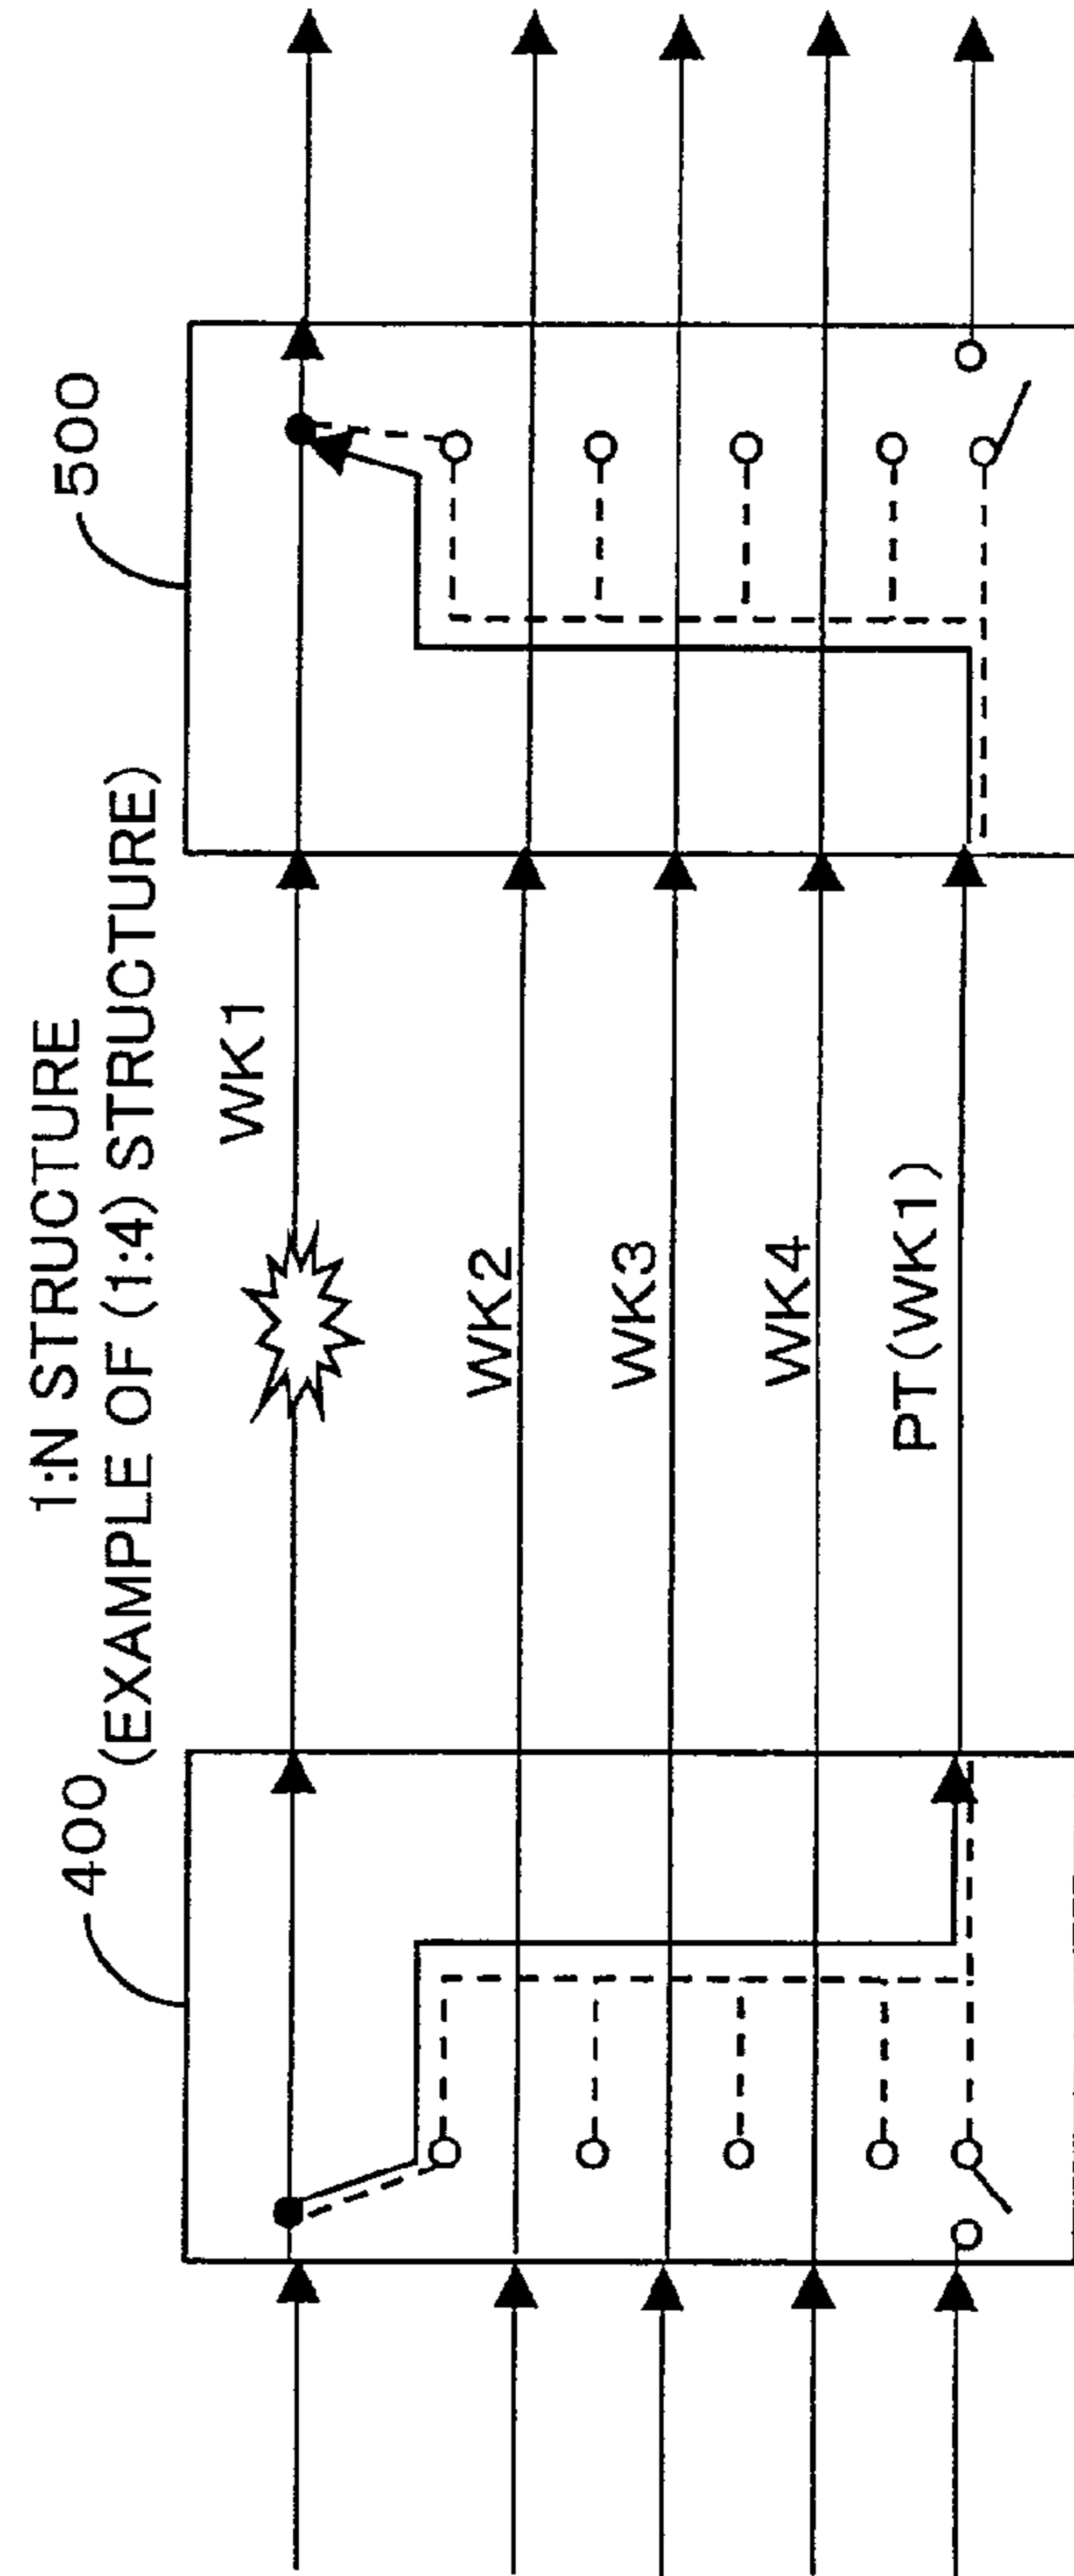 1:N STRUCTURE
(EXAMPLE OF (1:4) STRUCTURE)
400
500
WK1
WK2
WK3
WK4
PT(WK1)